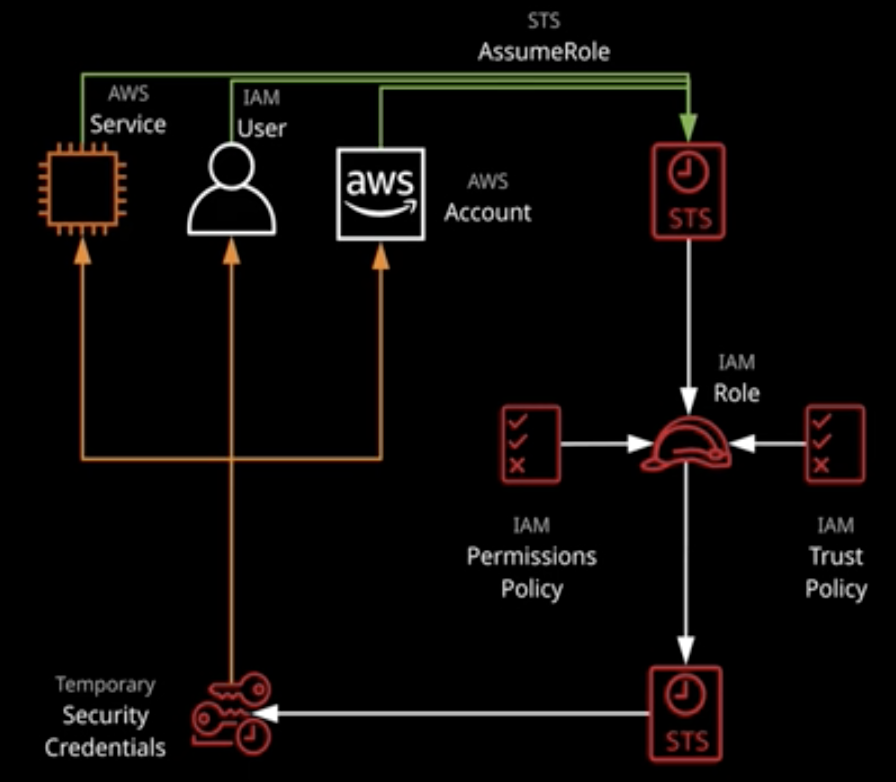 STS
AssumeRole
AWS
Service
IAM
User
aws
AWS
Account
STS
IAM
Role
IAM
Permissions
Policy
IAM
Trust
Policy
Temporary
Security
Credentials
STS